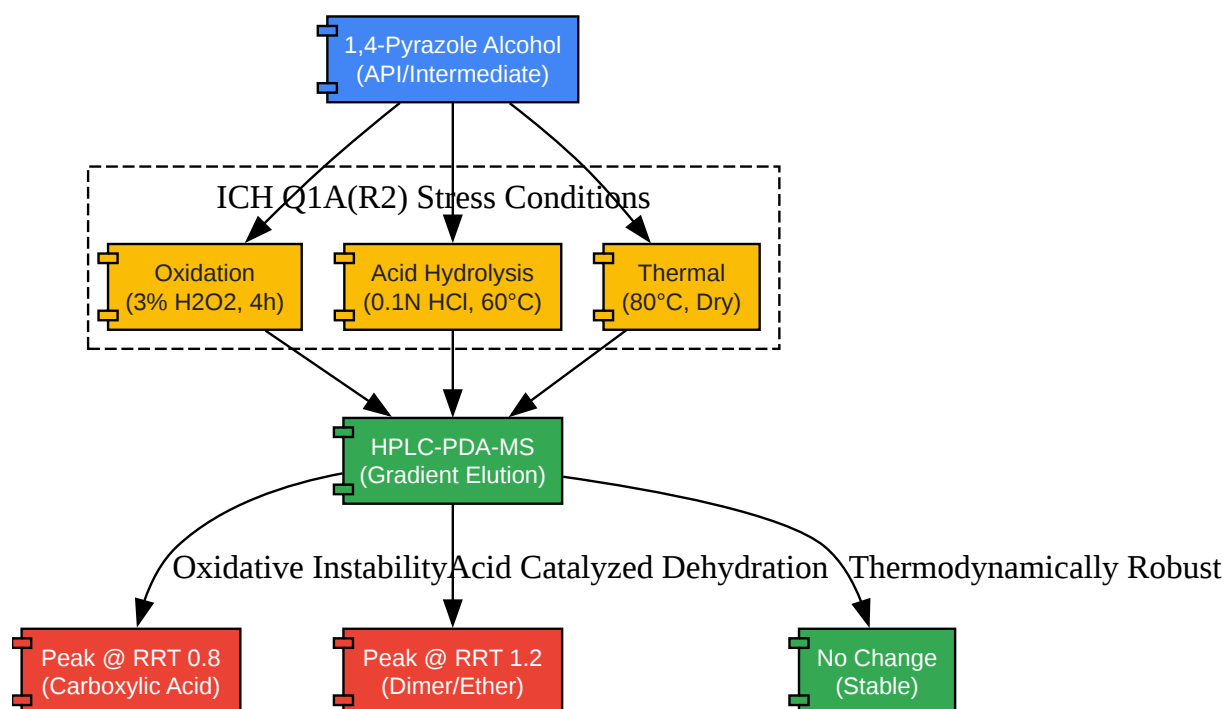 1,4-Pyrazole Alcohol
(API/Intermediate)
ICH Q1A(R2) Stress Conditions
Oxidation
(3% H2O2, 4h)
Acid Hydrolysis
(0.1N HCl, 60°C)
Thermal
(80°C, Dry)
HPLC-PDA-MS
(Gradient Elution)
Oxidative Instability
Acid Catalyzed Dehydration
Thermodynamically Robust
Peak @ RRT 0.8
(Carboxylic Acid)
Peak @ RRT 1.2
(Dimer/Ether)
No Change
(Stable)